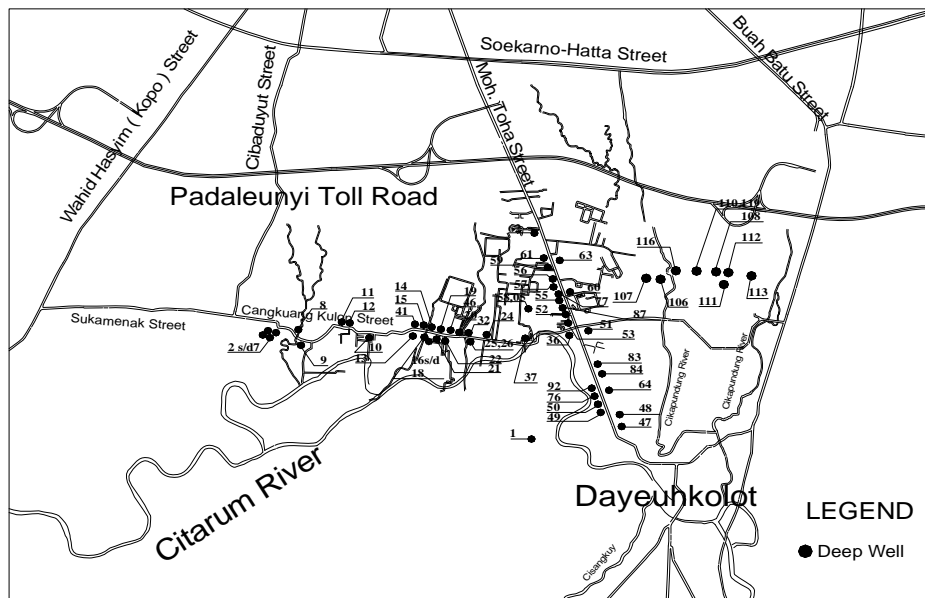 Soekarno-Hatta Street
Buah Batu Street
Moh. Toha Street
Cibaduyut Street
Wahid Hasyim ( Kopo ) Street
Padaleunyi Toll Road
110,119
108
116
112
107
106
111
113
62
61
59
56
57
63
60
77
55
52
87
51
53
36
14
15
41
19
46
24
32
25,26
22
21
37
11
12
8
Cangkuang Kulon Street
Sukamenak Street
2 s/d7
9
10
13
16s/d
18
83
84
64
48
47
92
76
50
49
1
Cikapundung River
Cikapundung River
Citarum River
Dayeuhkolot
Cisangkuy
LEGEND
Deep Well